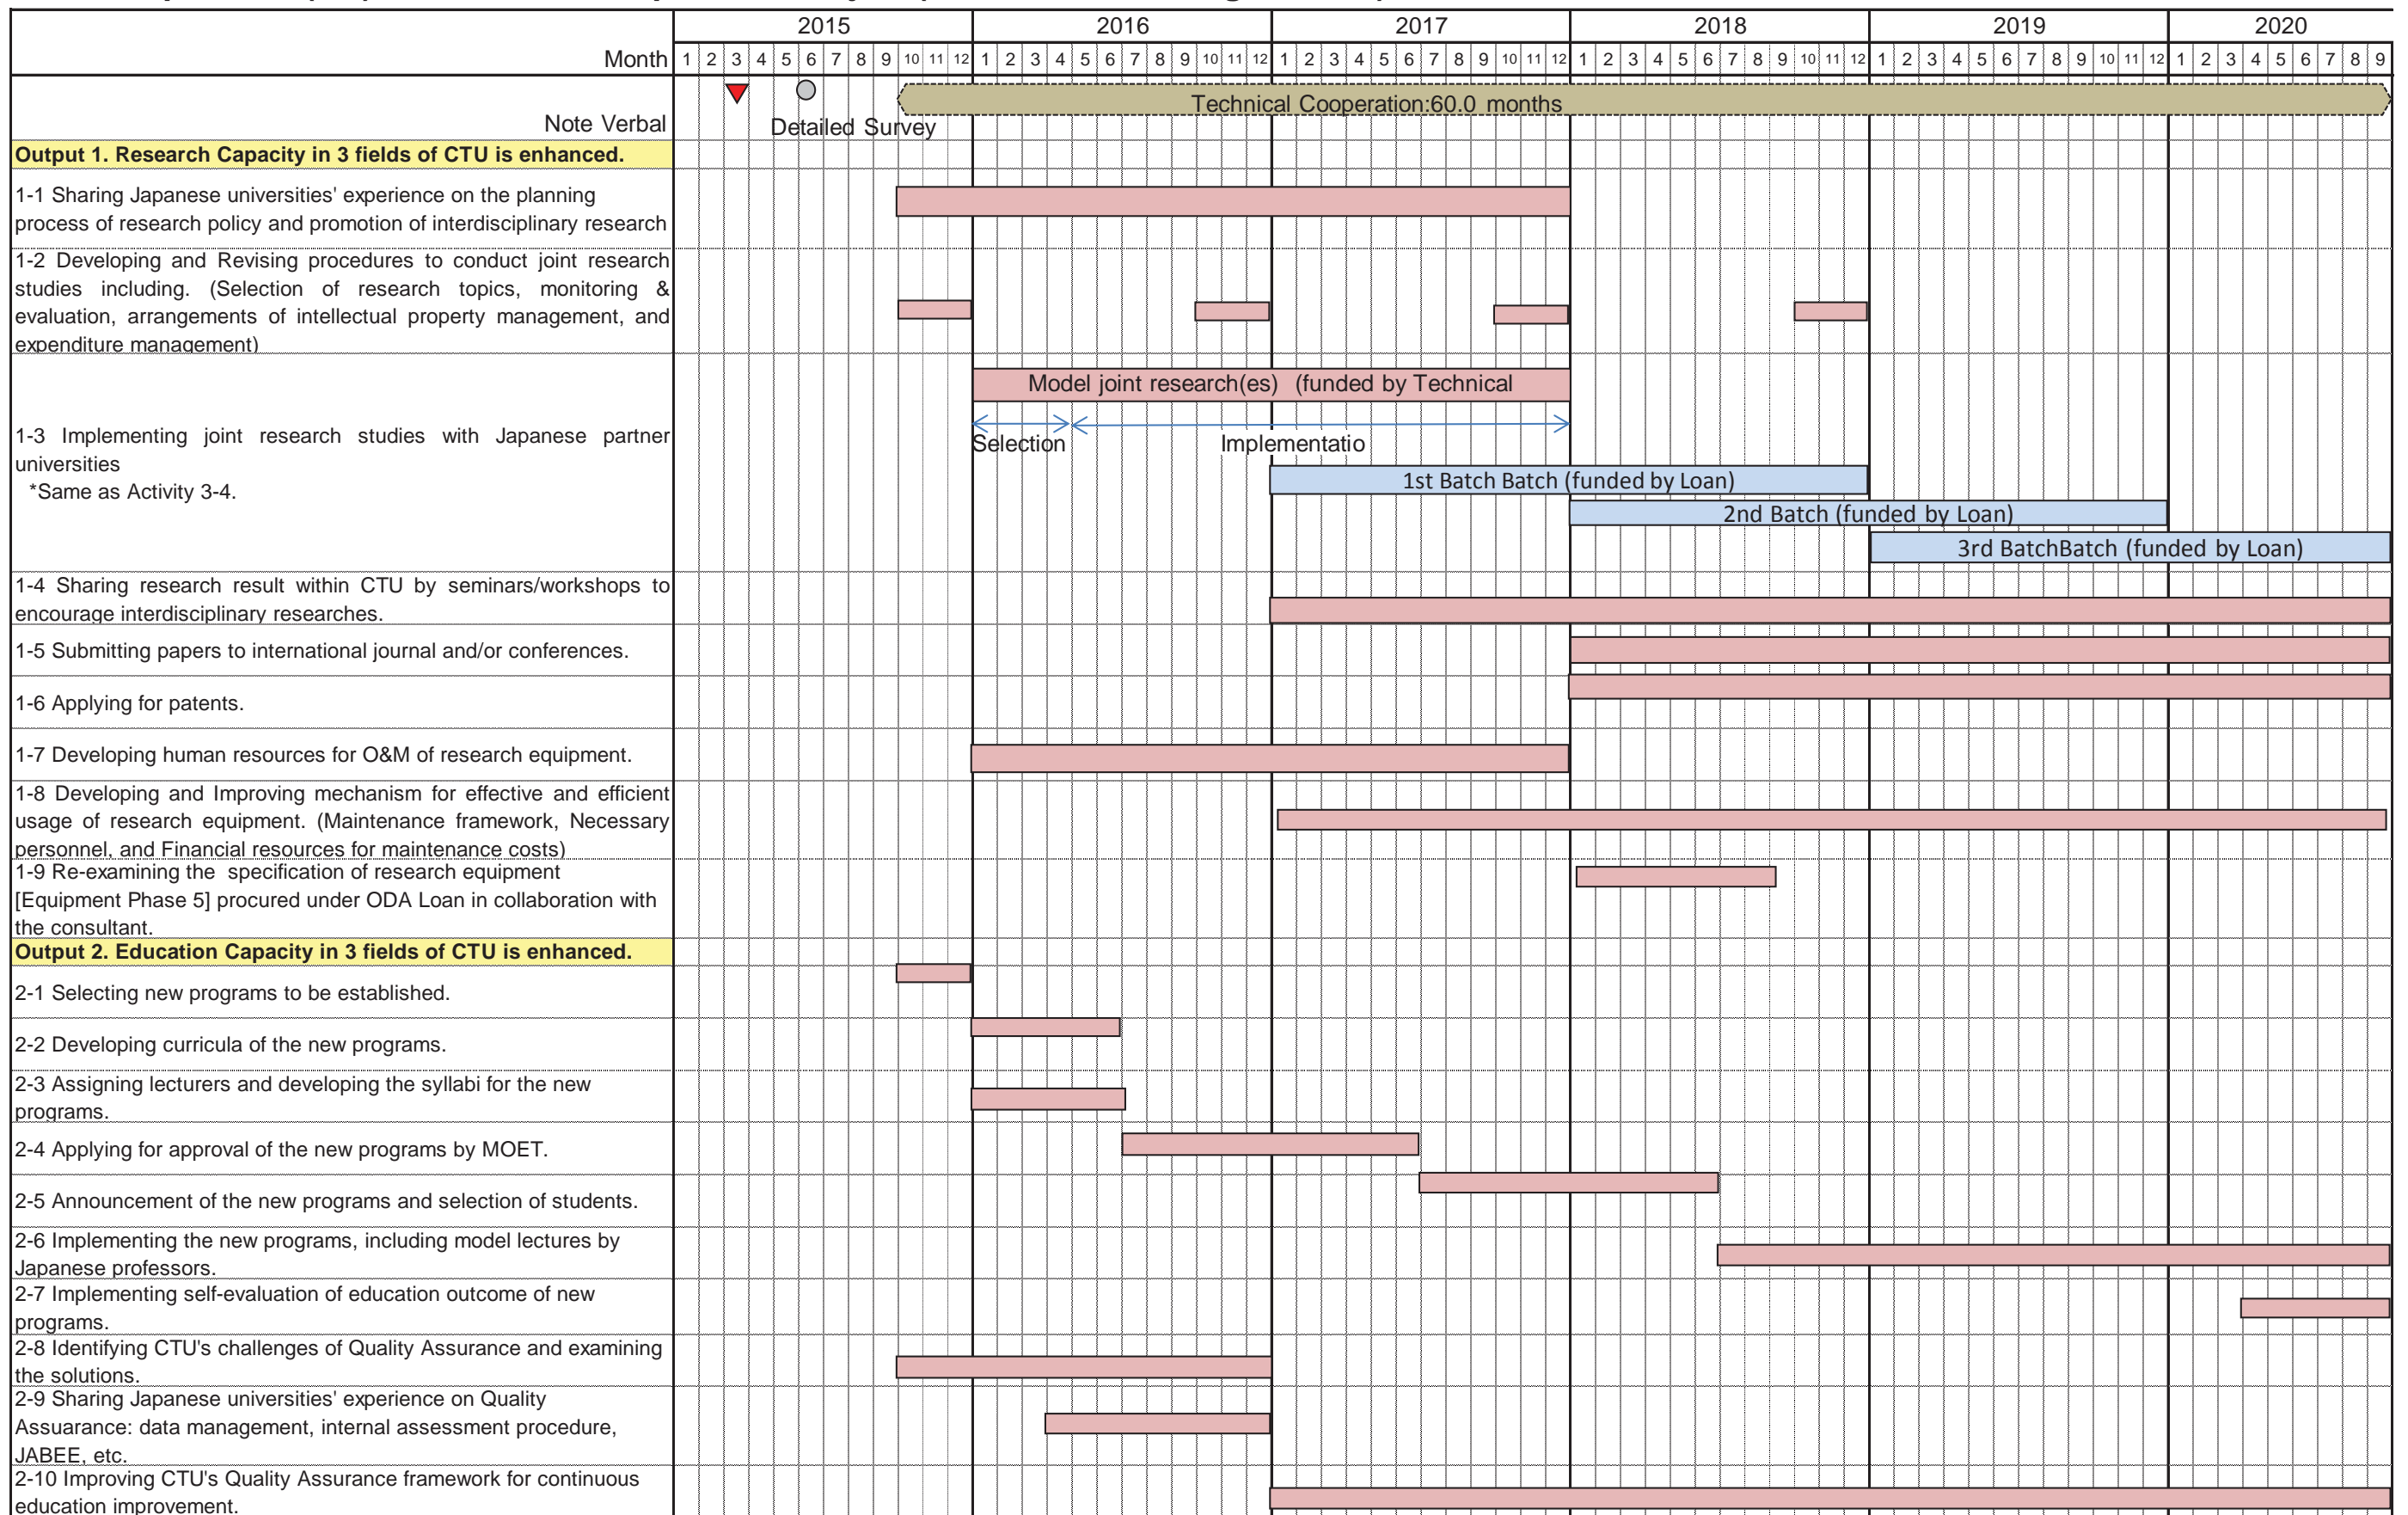 2015 2016 2017 2018 2019 2020
Month 1 2 3 4 5 6 7 8 9 10 11 12 1 2 3 4 5 6 7 8 9 10 11 12 1 2 3 4 5 6 7 8 9 10 11 12 1 2 3 4 5 6 7 8 9 10 11 12 1 2 3 4 5 6 7 8 9 10 11 12 1 2 3 4 5 6 7 8 9
Technical Cooperation:60.0 months
Note Verbal
Detailed Survey
Output 1. Research Capacity in 3 fields of CTU is enhanced.
1-1 Sharing Japanese universities' experience on the planning
process of research policy and promotion of interdisciplinary research
1-2 Developing and Revising procedures to conduct joint research
studies including. (Selection of research topics, monitoring &
evaluation, arrangements of intellectual property management, and
expenditure management)
Model joint research(es) (funded by Technical
1-3 Implementing joint research studies with Japanese partner
universities
*Same as Activity 3-4.
Selection
Implementatio
1st Batch Batch (funded by Loan)
2nd Batch (funded by Loan)
3rd BatchBatch (funded by Loan)
1-4 Sharing research result within CTU by seminars/workshops to
encourage interdisciplinary researches.
1-5 Submitting papers to international journal and/or conferences.
1-6 Applying for patents.
1-7 Developing human resources for O&M of research equipment.
1-8 Developing and Improving mechanism for effective and efficient
usage of research equipment. (Maintenance framework, Necessary
personnel, and Financial resources for maintenance costs)
1-9 Re-examining the specification of research equipment
[Equipment Phase 5] procured under ODA Loan in collaboration with
the consultant.
Output 2. Education Capacity in 3 fields of CTU is enhanced.
2-1 Selecting new programs to be established.
2-2 Developing curricula of the new programs.
2-3 Assigning lecturers and developing the syllabi for the new
programs.
2-4 Applying for approval of the new programs by MOET.
2-5 Announcement of the new programs and selection of students.
2-6 Implementing the new programs, including model lectures by
Japanese professors.
2-7 Implementing self-evaluation of education outcome of new
programs.
2-8 Identifying CTU's challenges of Quality Assurance and examining
the solutions.
2-9 Sharing Japanese universities' experience on Quality
Assuarance: data management, internal assessment procedure,
JABEE, etc.
2-10 Improving CTU's Quality Assurance framework for continuous
education improvement.